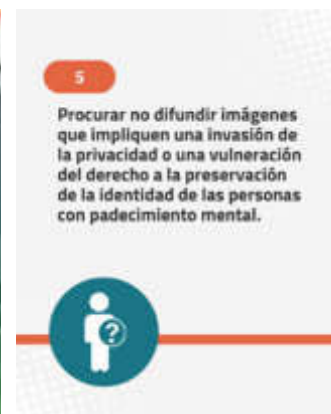 5
Procurar no difundir imágenes
que impliquen una invasión de
la privacidad o una vulneración
del derecho a la preservación
de la identidad de las personas
con padecimiento mental.
?